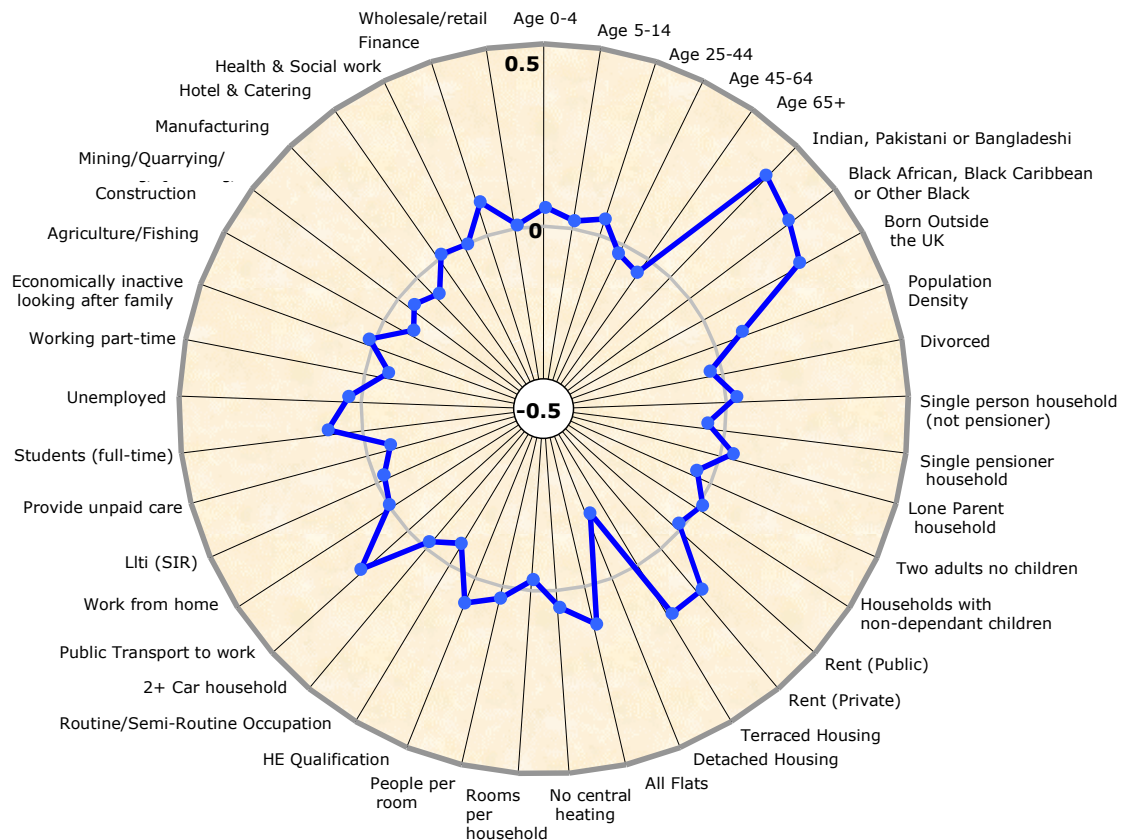 Age 0-4
Age 5-14
Age 25-44
Age 45-64
Age 65+
Indian, Pakistani or Bangladeshi
Black African, Black Caribbean
or Other Black
Born Outside
the UK
Population
Density
Divorced
Single person household
(not pensioner)
Single pensioner
household
Lone Parent
household
Two adults no children
Households with
non-dependant children
Rent (Public)
Rent (Private)
Terraced Housing
Detached Housing
All Flats
No central
heating
Rooms
per
household
People per
room
HE Qualification
Routine/Semi-Routine Occupation
2+ Car household
Public Transport to work
Work from home
Llti (SIR)
Provide unpaid care
Students (full-time)
Unemployed
Working part-time
Economically inactive
looking after family
Agriculture/Fishing
Construction
Mining/Quarrying/
Manufacturing
Hotel & Catering
Health & Social work
Finance
Wholesale/retail
0.5
0
-0.5